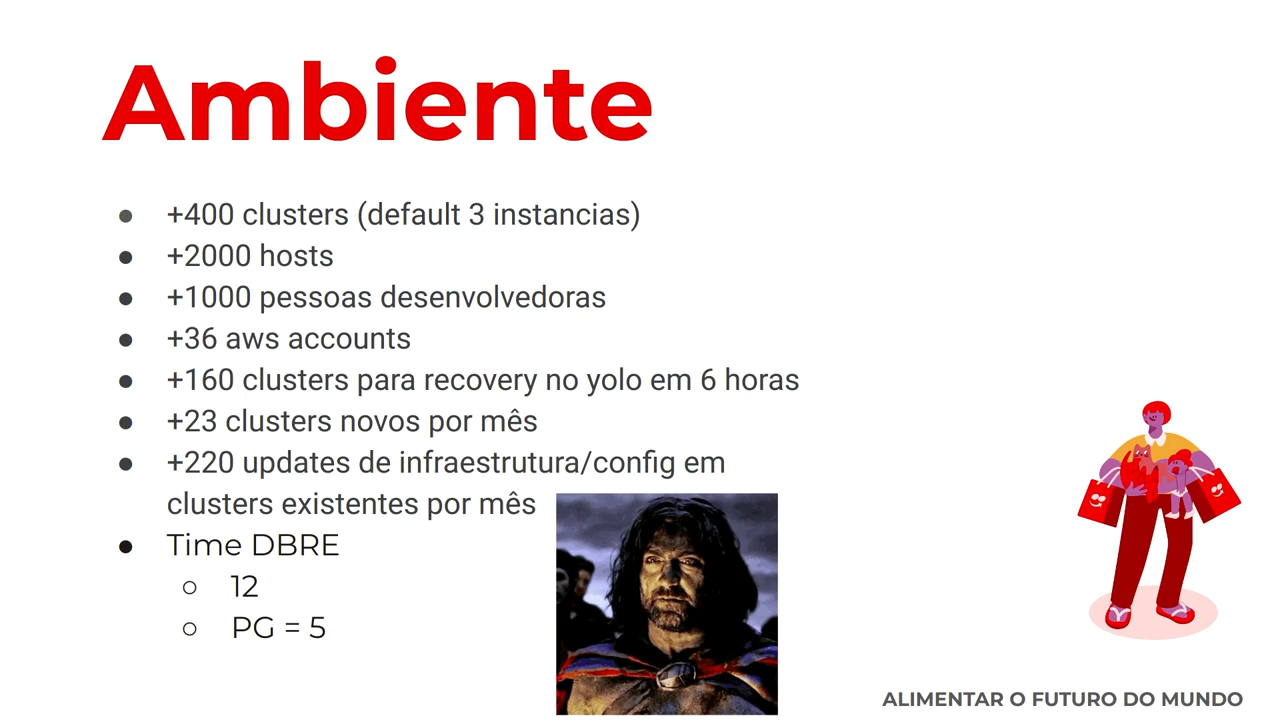 Ambiente
● +400 clusters (default 3 instancias)
● +2000 hosts
● +1000 pessoas desenvolvedoras
● +36 aws accounts
● +160 clusters para recovery no yolo em 6 horas
● +23 clusters novos por mês
● +220 updates de infraestrutura/config em
clusters existentes por mês
● Time DBRE
○ 12
○ PG = 5
ALIMENTAR O FUTURO DO MUNDO